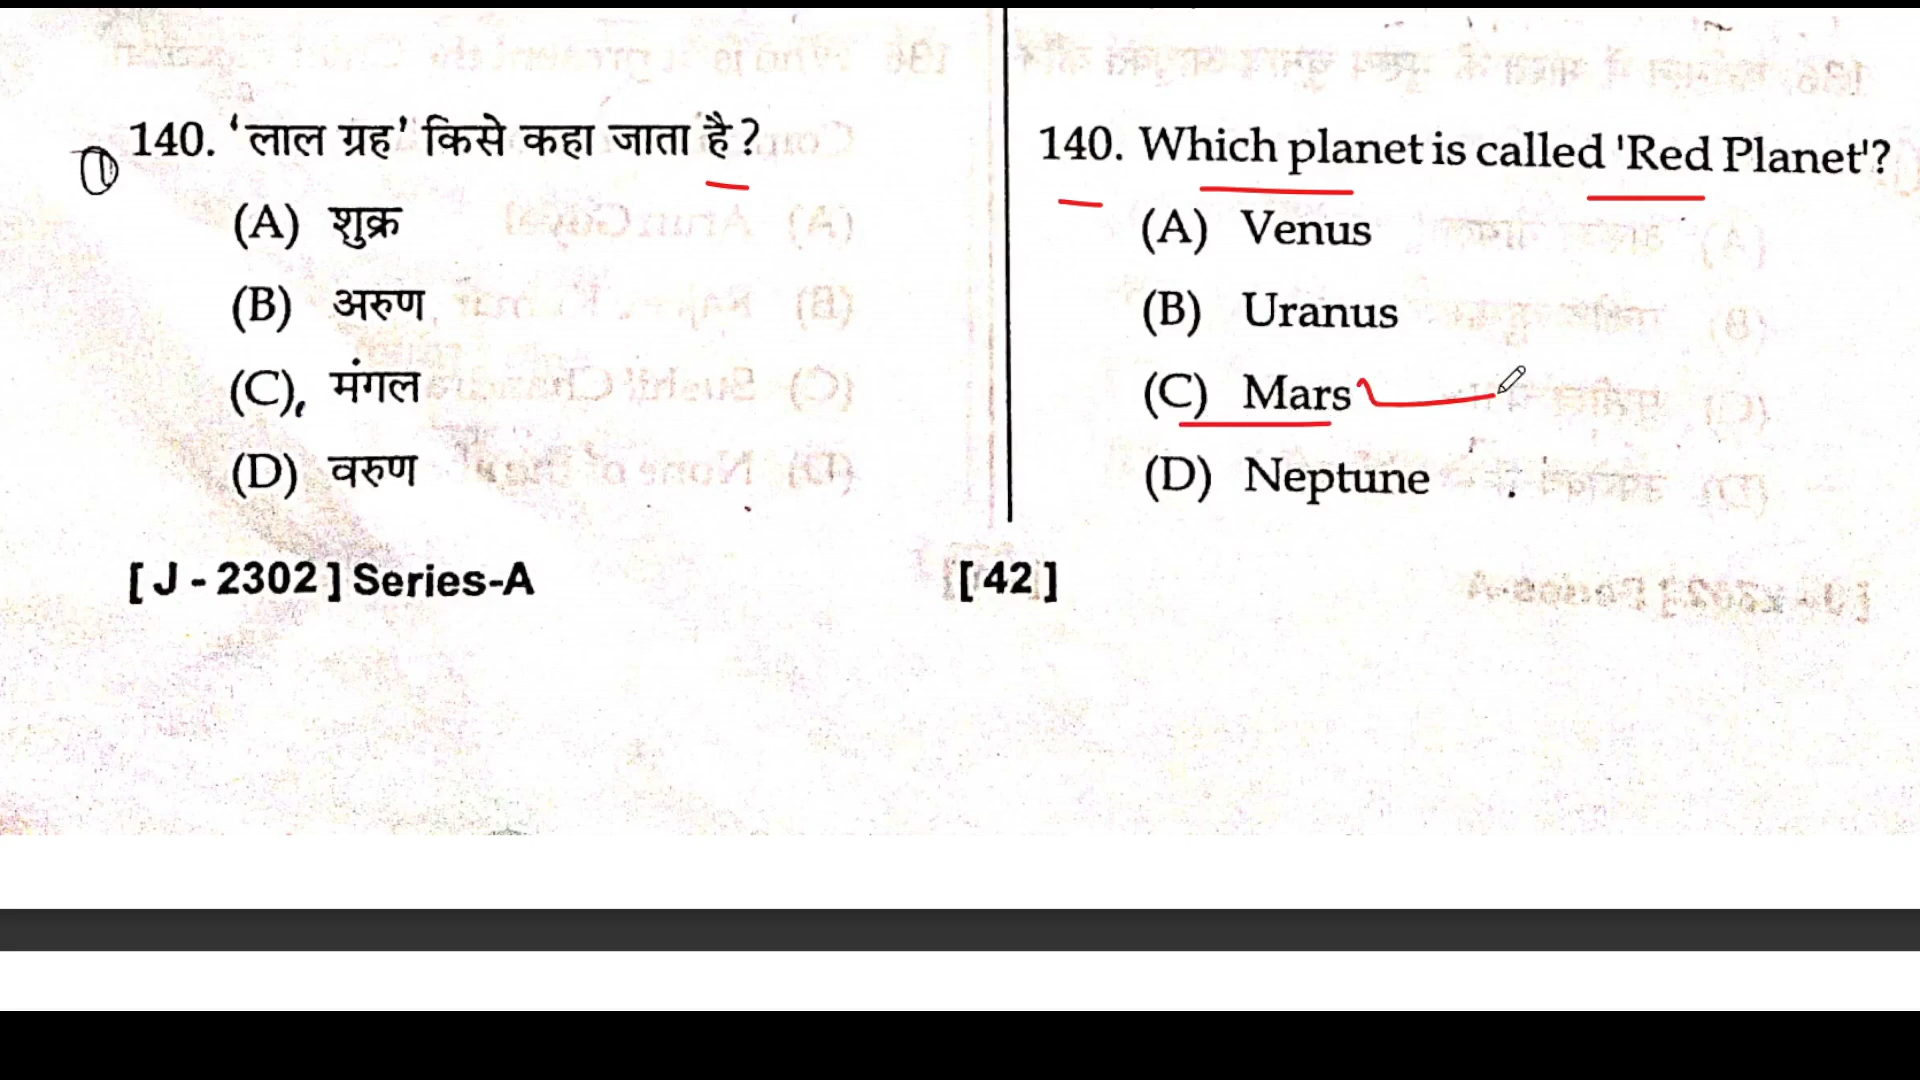 140. ‘लाल ग्रह’ किसे कहा जाता है?
(A) शुक्र
(B) अरुण
(C) मंगल
(D) वरुण
140. Which planet is called 'Red Planet'?
(A) Venus
(B) Uranus
(C) Mars
(D) Neptune
[ J - 2302 ] Series-A
[ 42 ]